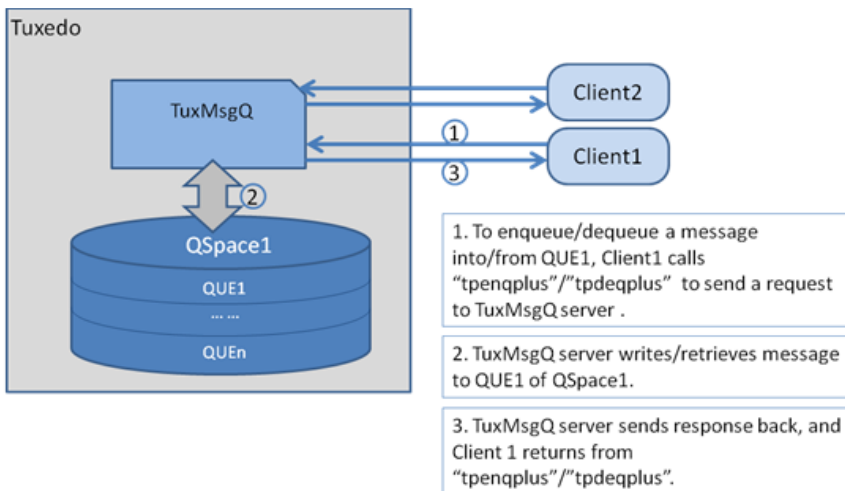 Tuxedo
TuxMsgQ
Client2
1
Client1
3
2
QSpace1
QUE1
... ...
QUEn
1. To enqueue/dequeue a message
into/from QUE1, Client1 calls
“tpenqplus”/”tpdeqplus” to send a request
to TuxMsgQ server .
2. TuxMsgQ server writes/retrieves message
to QUE1 of QSpace1.
3. TuxMsgQ server sends response back, and
Client 1 returns from
“tpenqplus”/”tpdeqplus”.